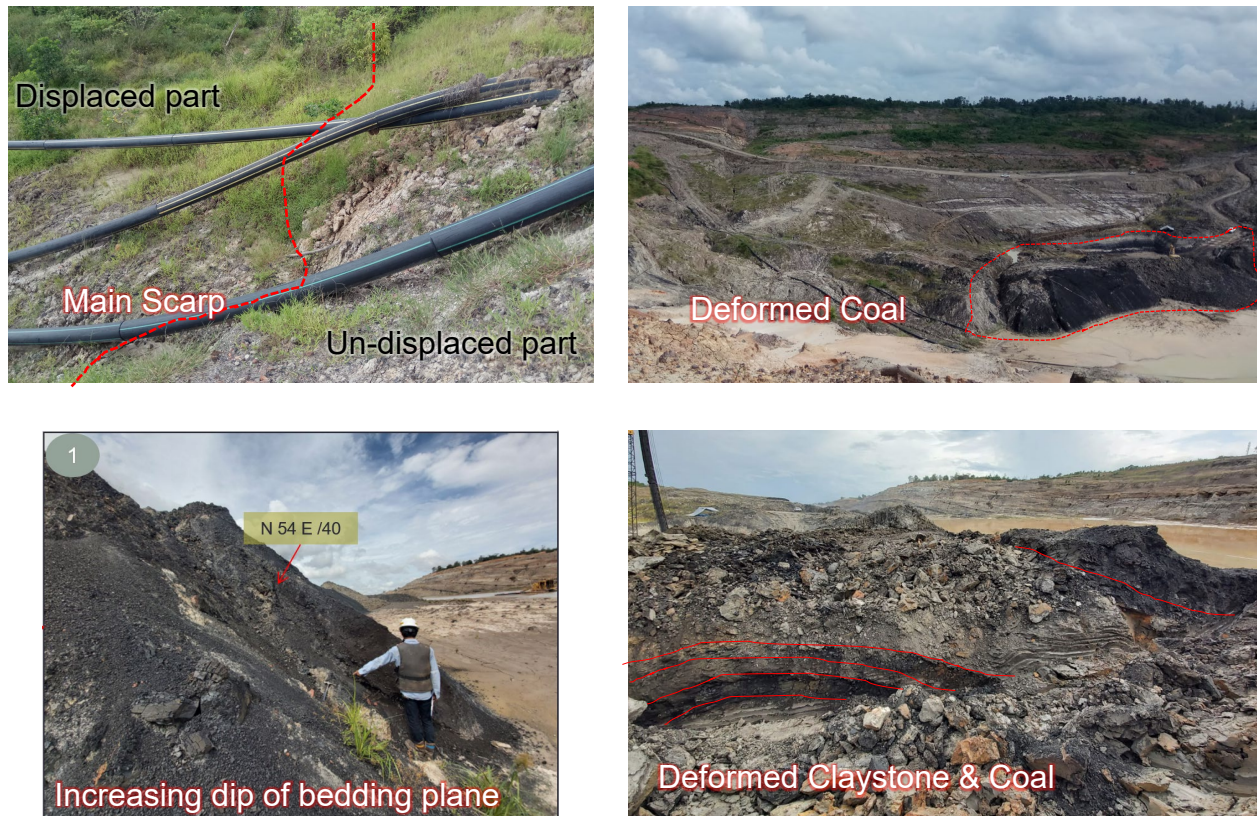 Displaced part
Main Scarp
Un-displaced part
Deformed Coal
1
N 54 E /40
Increasing dip of bedding plane
Deformed Claystone & Coal